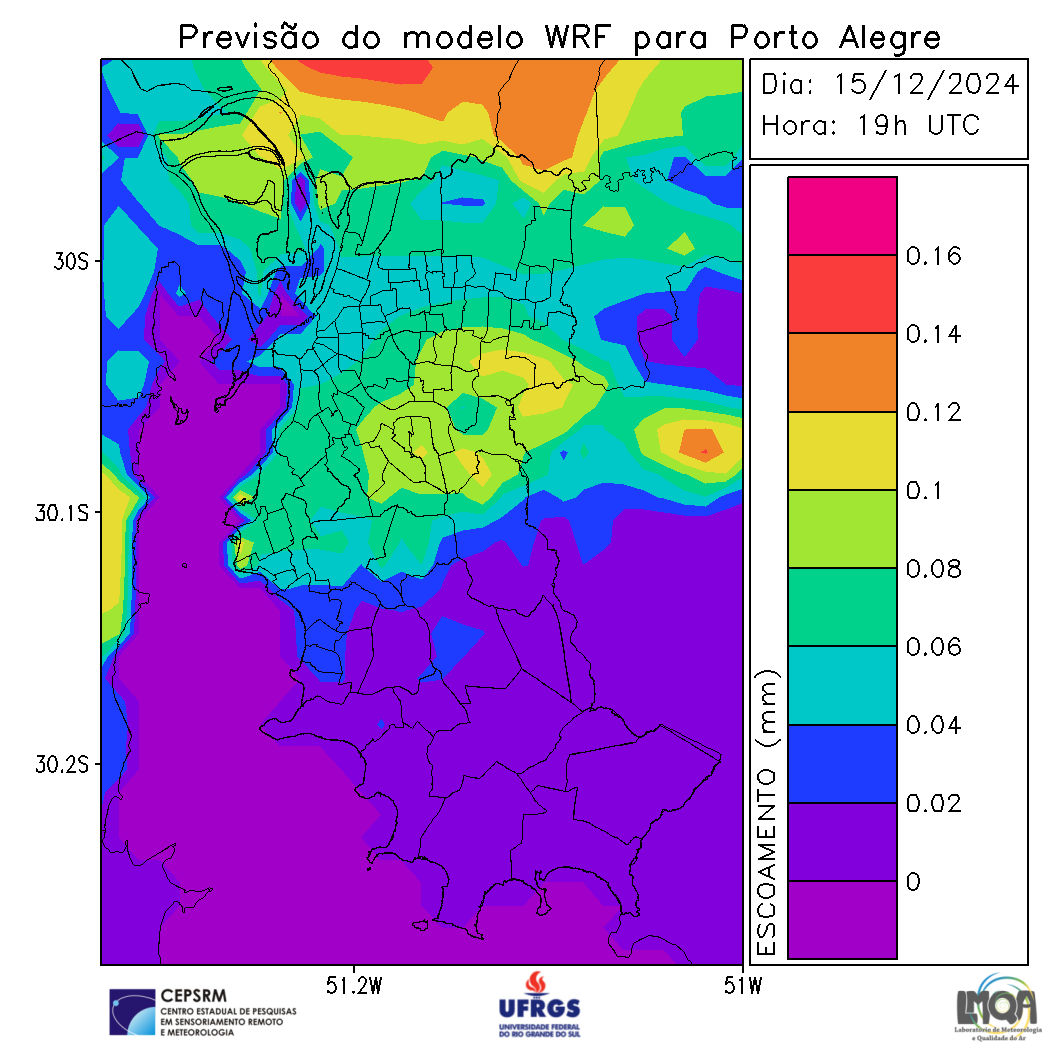 Previsão do modelo WRF para Porto Alegre
Dia: 15/12/2024
Hora: 19h UTC
30S
30.1S
30.2S
51.2W
51W
ESCOAMENTO (mm)
0.16
0.14
0.12
0.1
0.08
0.06
0.04
0.02
0
CEPSRM
CENTRO ESTADUAL DE PESQUISAS
EM SENSORIAMENTO REMOTO
E METEOROLOGIA
UFRGS
UNIVERSIDADE FEDERAL
DO RIO GRANDE DO SUL
LMQA
Laboratório de Meteorologia
e Qualidade do Ar